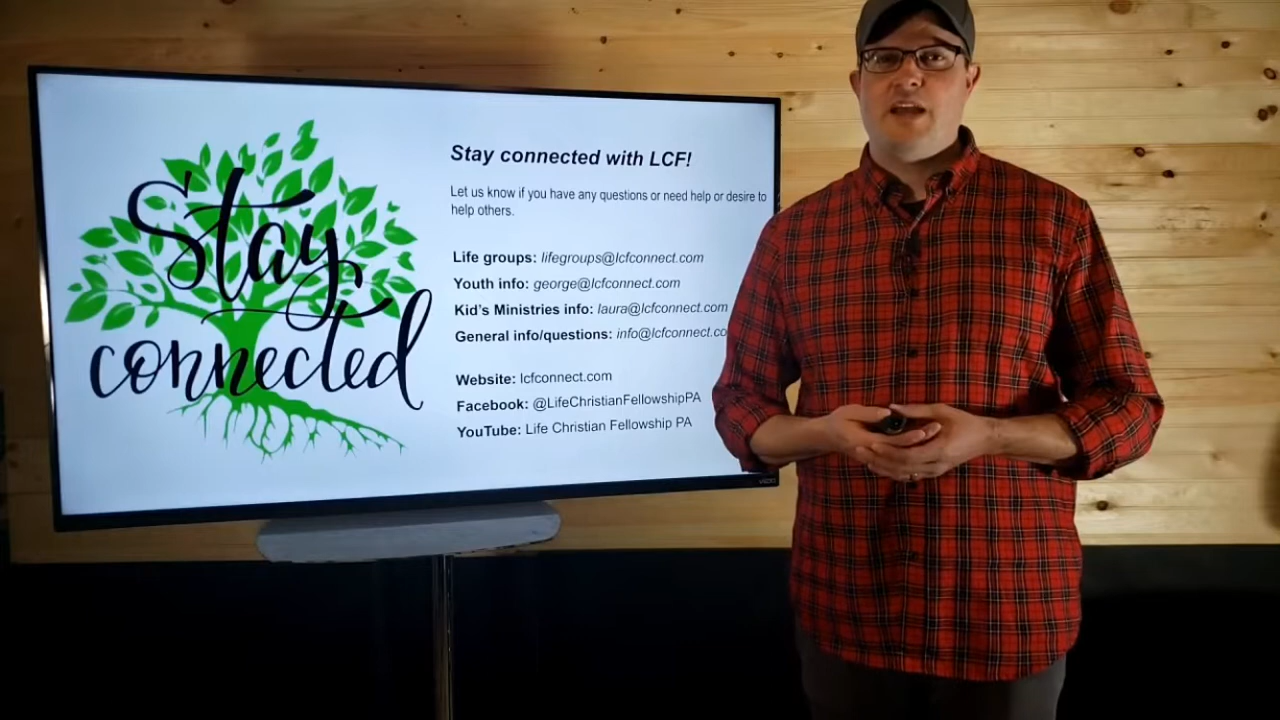 Stay
connected
Stay connected with LCF!
Let us know if you have any questions or need help or desire to
help others.
Life groups: lifegroups@lcfconnect.com
Youth info: george@lcfconnect.com
Kid's Ministries info: laura@lcfconnect.com
General info/questions: info@lcfconnect.co
Website: lcfconnect.com
Facebook: @LifeChristianFellowshipPA
YouTube: Life Christian Fellowship PA
VIZIO